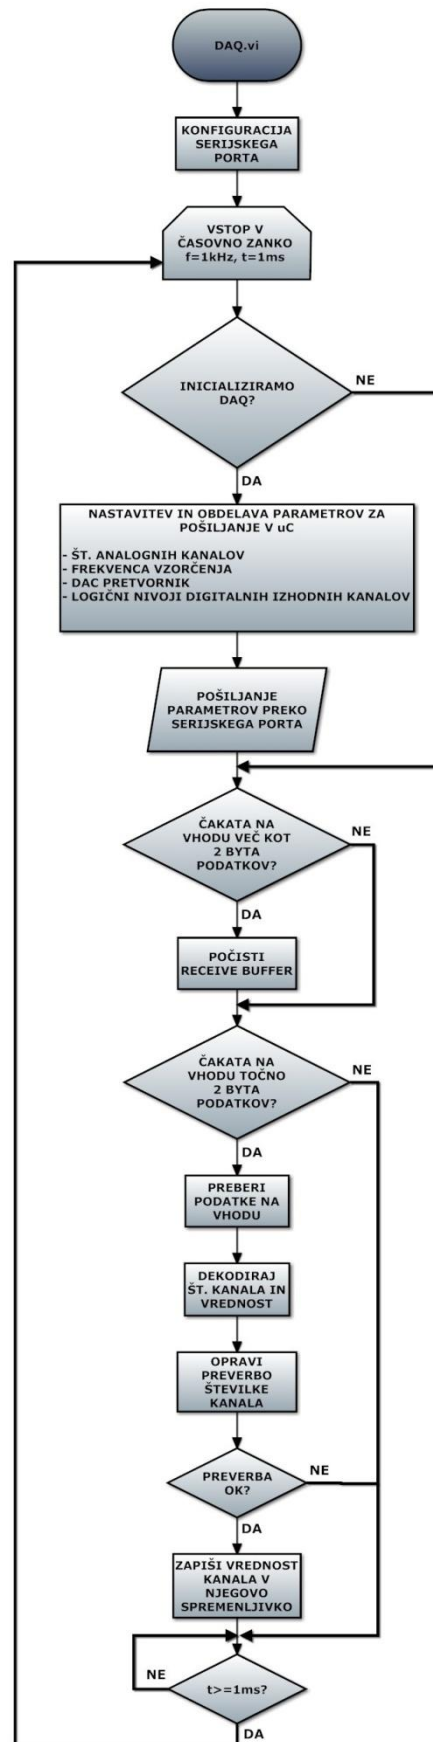 DAQ.vi
KONFIGURACIJA
SERIJSKEGA
PORTA
VSTOP V
ČASOVNO ZANKO
f=1kHz, t=1ms
INICIALIZIRAMO
DAQ?
NE
DA
NASTAVITEV IN OBDELAVA PARAMETROV ZA
POŠILJANJE V uC
- ŠT. ANALOGNIH KANALOV
- FREKVENCA VZORČENJA
- DAC PRETVORNIK
- LOGIČNI NIVOJI DIGITALNIH IZHODNIH KANALOV
POŠILJANJE
PARAMETROV PREKO
SERIJSKEGA PORTA
ČAKATA NA
VHODU VEČ KOT
2 BYTA
PODATKOV?
NE
DA
POČISTI
RECEIVE BUFFER
ČAKATA NA
VHODU TOČNO
2 BYTA
PODATKOV?
NE
DA
PREBERI
PODATKE NA
VHODU
DEKODIRAJ
ŠT. KANALA IN
VREDNOST
OPRAVI
PREVERBO
ŠTEVILKE
KANALA
PREVERBA
OK?
NE
DA
ZAPIŠI VREDNOST
KANALA V
NJEGOVO
SPREMENLJIVKO
NE
t>=1ms?
DA